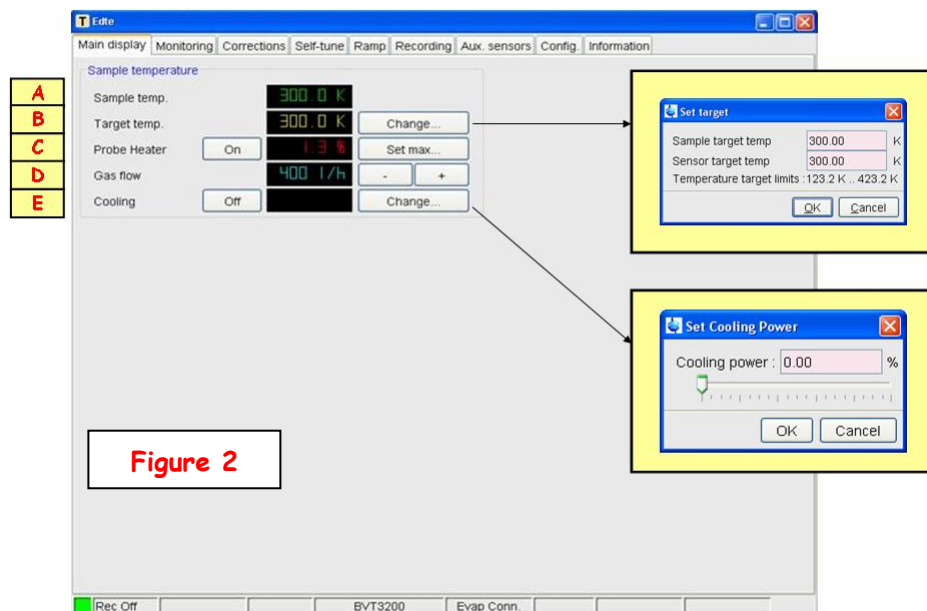 Edte
Main display Monitoring Corrections Self-tune Ramp Recording Aux. sensors Config. Information
Sample temperature
A Sample temp. 300.0 K
B Target temp. 300.0 K Change...
C Probe Heater On 1.3 % Set max...
D Gas flow 400 l/h - +
E Cooling Off Change...
Set target
Sample target temp 300.00 K
Sensor target temp 300.00 K
Temperature target limits :123.2 K .. 423.2 K
OK Cancel
Set Cooling Power
Cooling power : 0.00 %
OK Cancel
Figure 2
Rec Off BVT3200 Evap Conn.